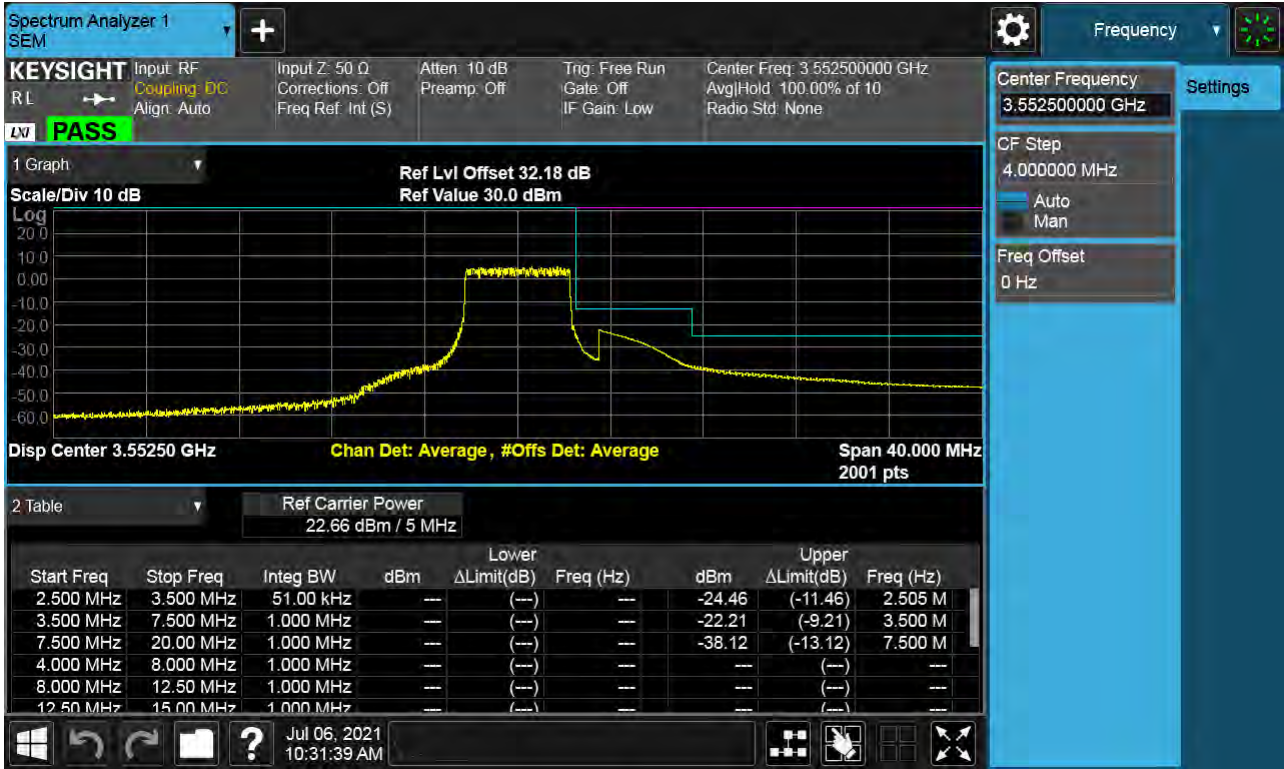 Spectrum Analyzer 1
SEM
+
Frequency
KEYSIGHT
R L
LXI
PASS
Input: RF
Coupling: DC
Align: Auto
Input Z: 50 Ω
Corrections: Off
Freq Ref: Int (S)
Atten: 10 dB
Preamp: Off
Trig: Free Run
Gate: Off
IF Gain: Low
Center Freq: 3.552500000 GHz
Avg|Hold: 100.00% of 10
Radio Std: None
Center Frequency
3.552500000 GHz
Settings
CF Step
4.000000 MHz
Auto
Man
Freq Offset
0 Hz
1 Graph
Scale/Div 10 dB
Ref Lvl Offset 32.18 dB
Ref Value 30.0 dBm
Log
20.0
10.0
0.00
-10.0
-20.0
-30.0
-40.0
-50.0
-60.0
Disp Center 3.55250 GHz
Chan Det: Average , #Offs Det: Average
Span 40.000 MHz
2001 pts
2 Table
Ref Carrier Power
22.66 dBm / 5 MHz
Lower Upper
Start Freq Stop Freq Integ BW dBm ΔLimit(dB) Freq (Hz) dBm ΔLimit(dB) Freq (Hz)
2.500 MHz 3.500 MHz 51.00 kHz --- (---) --- -24.46 (-11.46) 2.505 M
3.500 MHz 7.500 MHz 1.000 MHz --- (---) --- -22.21 (-9.21) 3.500 M
7.500 MHz 20.00 MHz 1.000 MHz --- (---) --- -38.12 (-13.12) 7.500 M
4.000 MHz 8.000 MHz 1.000 MHz --- (---) --- --- (---) ---
8.000 MHz 12.50 MHz 1.000 MHz --- (---) --- --- (---) ---
12.50 MHz 15.00 MHz 1.000 MHz --- (---) --- --- (---) ---
?
Jul 06, 2021
10:31:39 AM